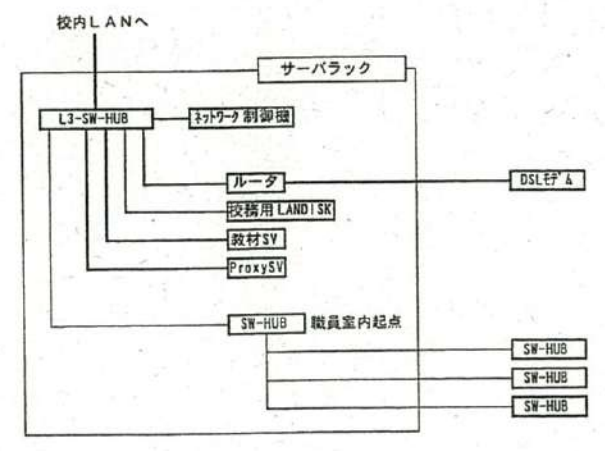 校内LANへ
サーバラック
L3-SW-HUB
ネットワーク制御機
ルータ
DSLモデム
校務用LANDISK
教材SV
ProxySV
SW-HUB 職員室内起点
SW-HUB
SW-HUB
SW-HUB